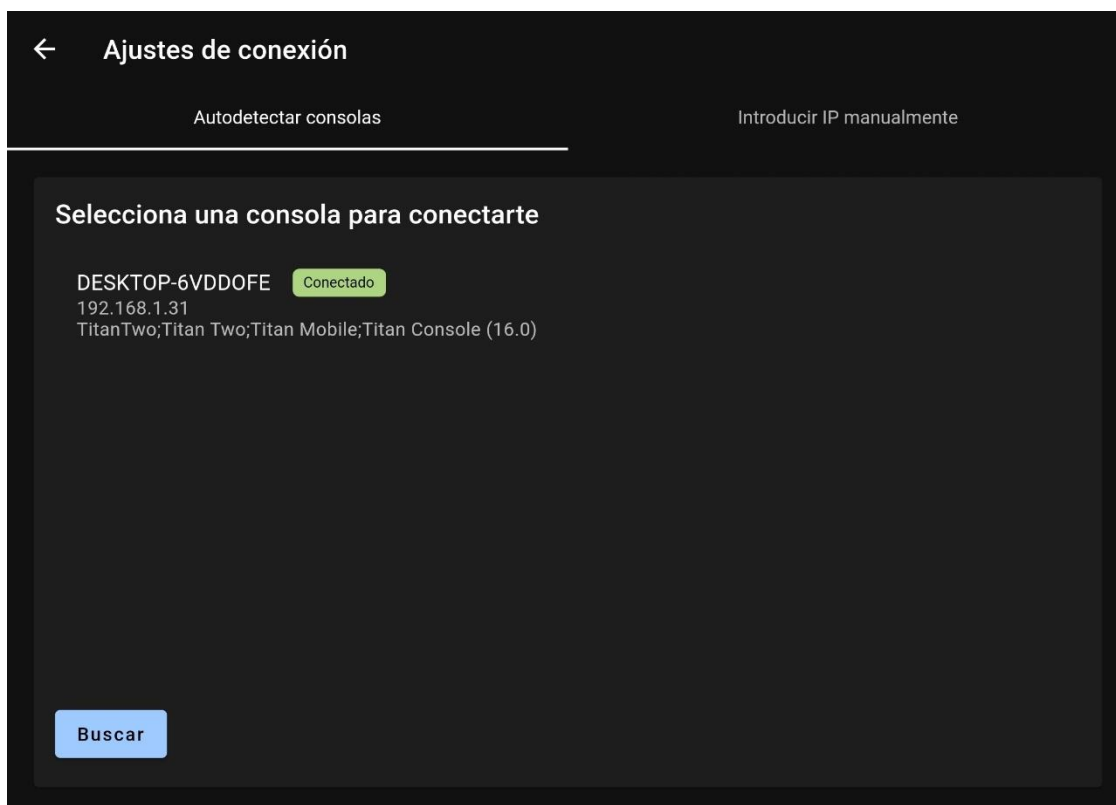 Ajustes de conexión
Autodetectar consolas
Introducir IP manualmente
Selecciona una consola para conectarte
DESKTOP-6VDDOFE Conectado
192.168.1.31
TitanTwo;Titan Two;Titan Mobile;Titan Console (16.0)
Buscar